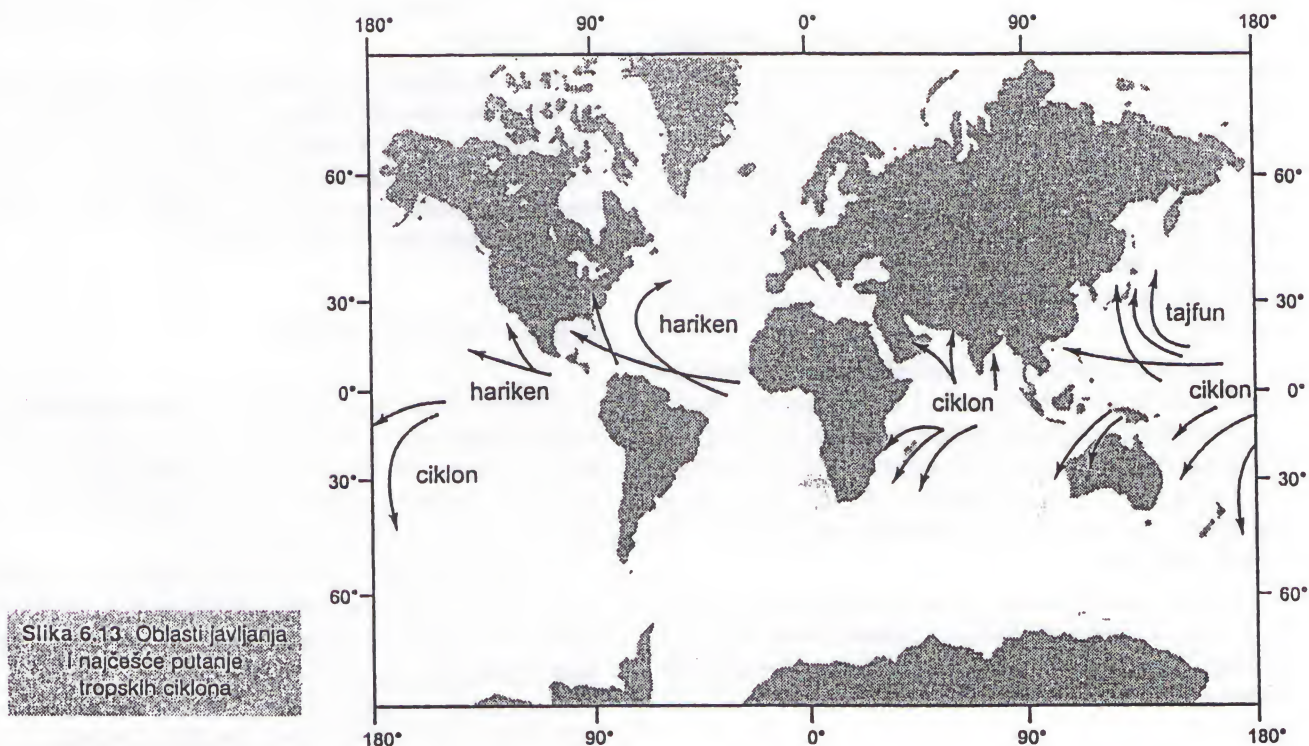 180°
90°
0°
90°
180°
60°
60°
30°
30°
hariken
tajfun
0°
hariken
ciklon
ciklon
0°
ciklon
30°
30°
60°
60°
Slika 6.13 Oblasti javljanja
i najčešće putanje
tropskih ciklona
180°
90°
0°
90°
180°